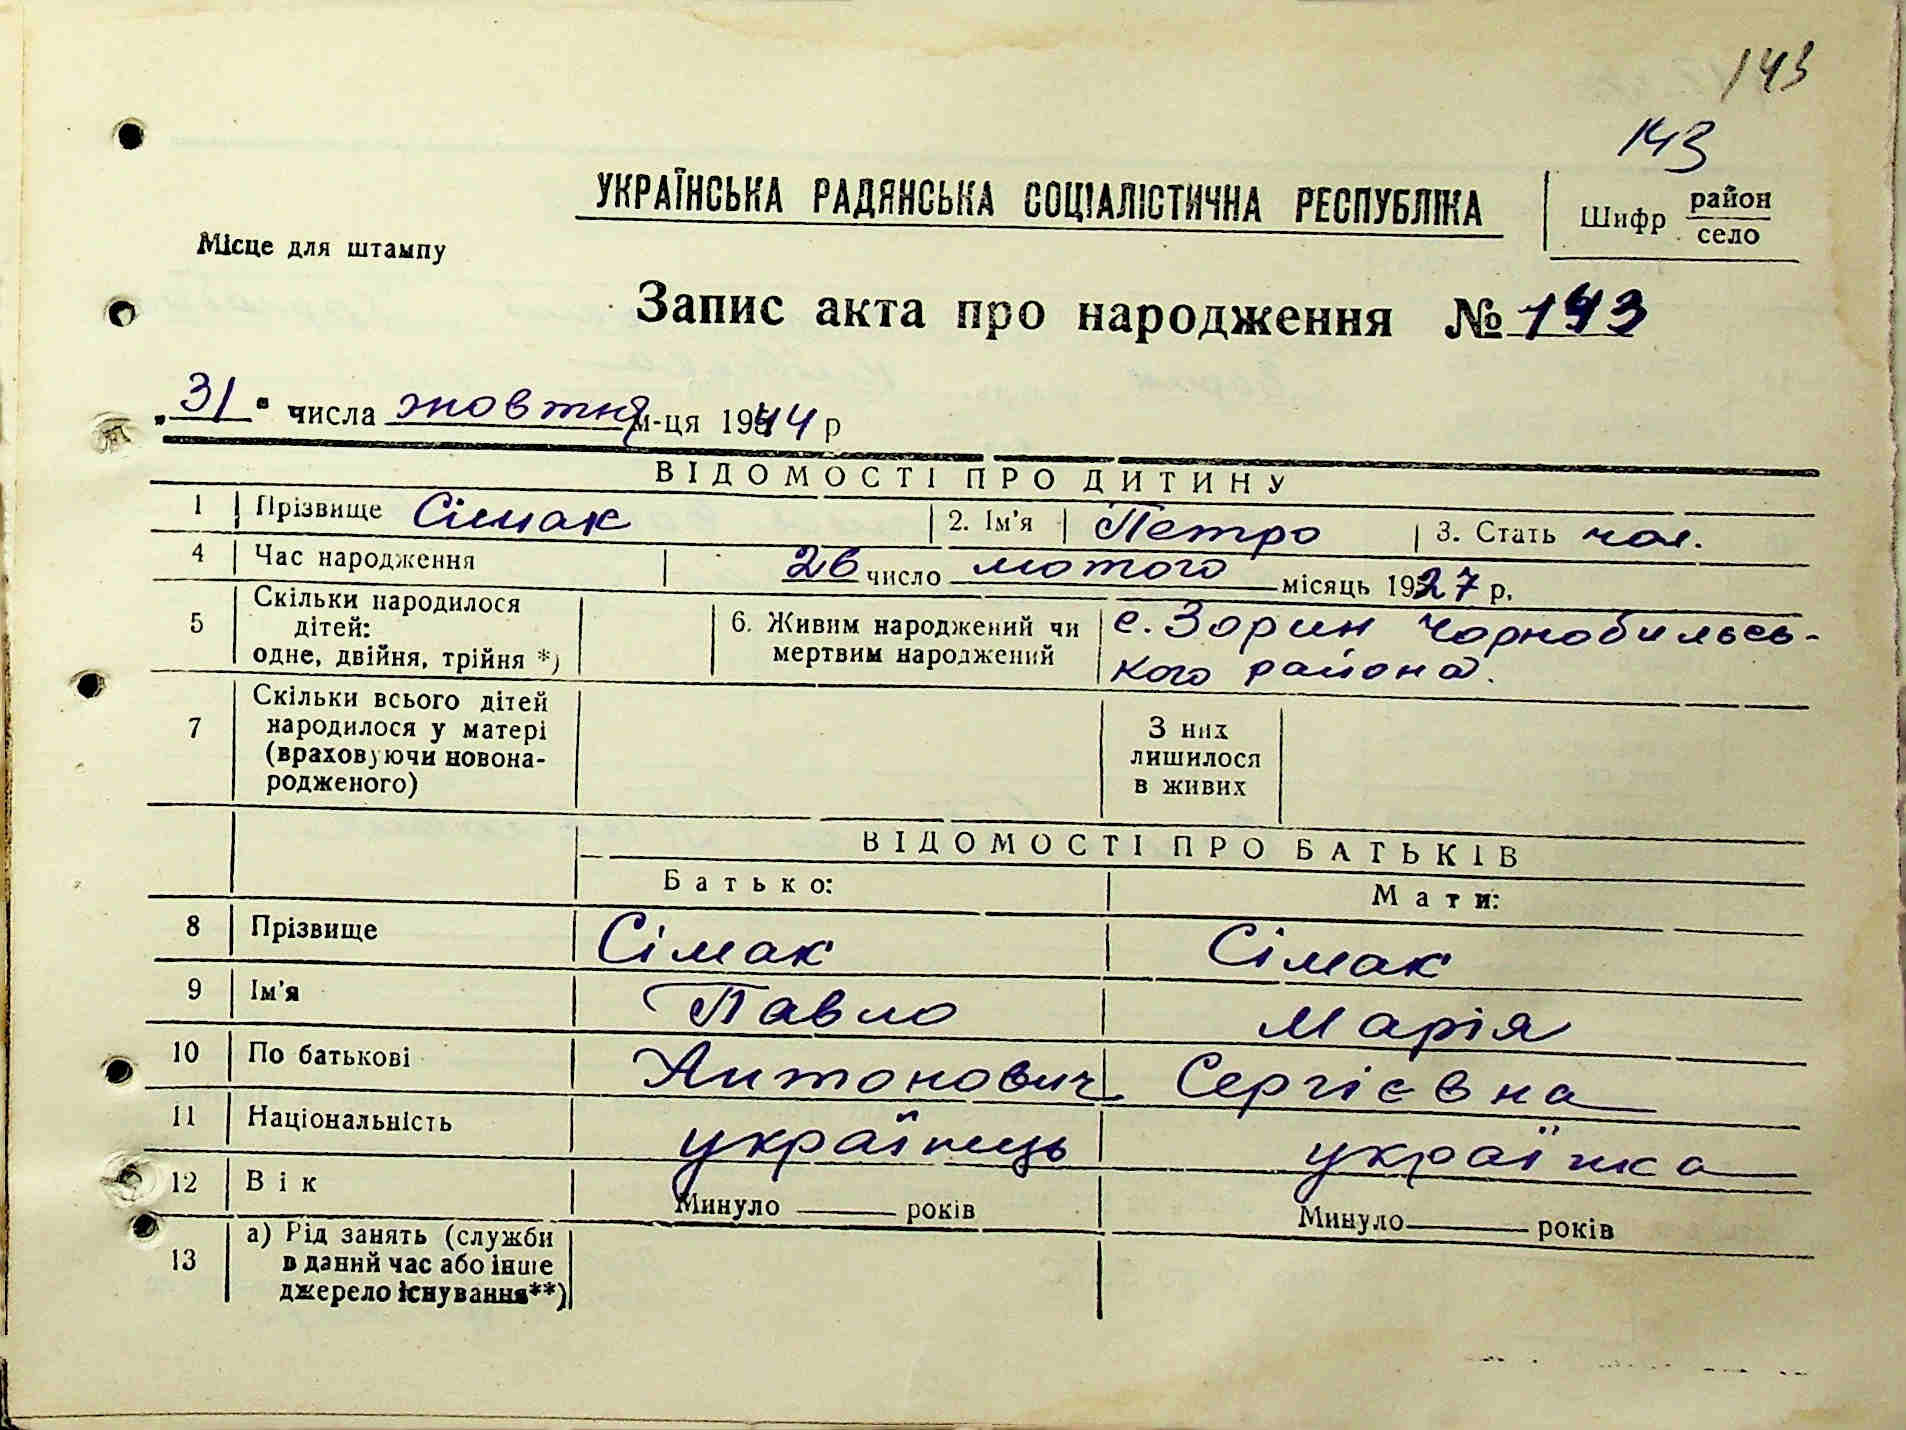 143
143
УКРАЇНСЬКА РАДЯНСЬКА СОЦІАЛІСТИЧНА РЕСПУБЛІКА
Шифр район
село
Місце для штампу
Запис акта про народження № 143
„31" числа жовтня м-ця 1944 р
ВІДОМОСТІ ПРО ДИТИНУ
1 Прізвище Сімак 2. Ім'я Петро 3. Стать чол.
4 Час народження 26 число лютого місяць 1927 р.
5 Скільки народилося дітей: одне, двійня, трійня *)
6. Живим народжений чи мертвим народжений
с. Зорин Чорнобильсь-
кого района.
7 Скільки всього дітей
народилося у матері
(враховуючи новона-
родженого)
З них
лишилося
в живих
ВІДОМОСТІ ПРО БАТЬКІВ
Батько: Мати:
8 Прізвище Сімак Сімак
9 Ім'я Павло Марія
10 По батькові Антонович Сергієвна
11 Національність українець українка
12 Вік Минуло ——— років Минуло ——— років
13 а) Рід занять (служби
в даний час або інше
джерело існування**)